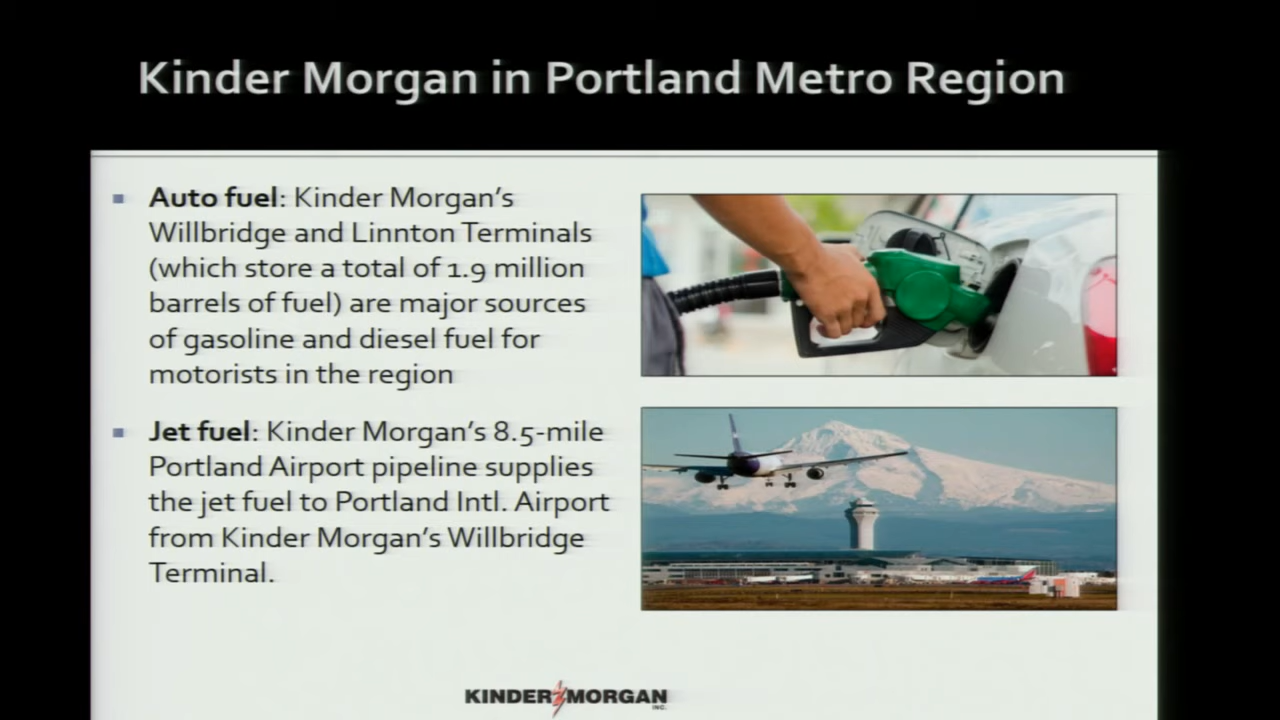 Kinder Morgan in Portland Metro Region
Auto fuel: Kinder Morgan's
Willbridge and Linnton Terminals
(which store a total of 1.9 million
barrels of fuel) are major sources
of gasoline and diesel fuel for
motorists in the region
Jet fuel: Kinder Morgan's 8.5-mile
Portland Airport pipeline supplies
the jet fuel to Portland Intl. Airport
from Kinder Morgan's Willbridge
Terminal.
KINDER MORGAN
INC.